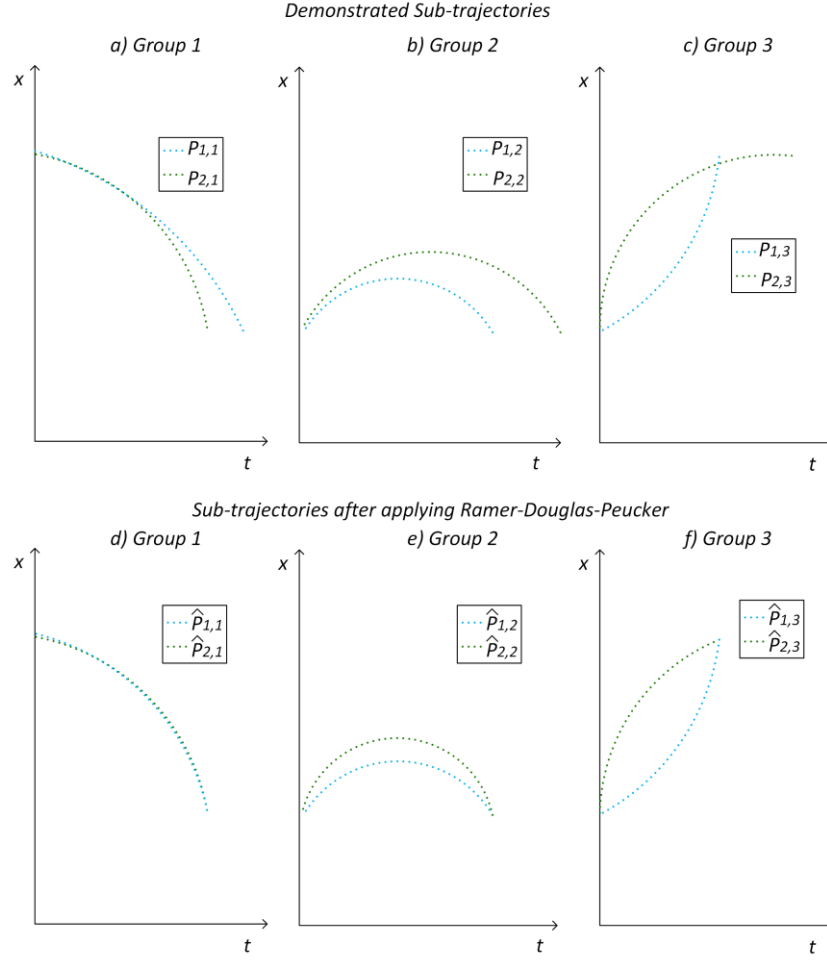 Demonstrated Sub-trajectories
a) Group 1
b) Group 2
c) Group 3
x
x
x
P1,1
P2,1
P1,2
P2,2
P1,3
P2,3
t
t
t
Sub-trajectories after applying Ramer-Douglas-Peucker
d) Group 1
e) Group 2
f) Group 3
x
x
x
P̂1,1
P̂2,1
P̂1,2
P̂2,2
P̂1,3
P̂2,3
t
t
t